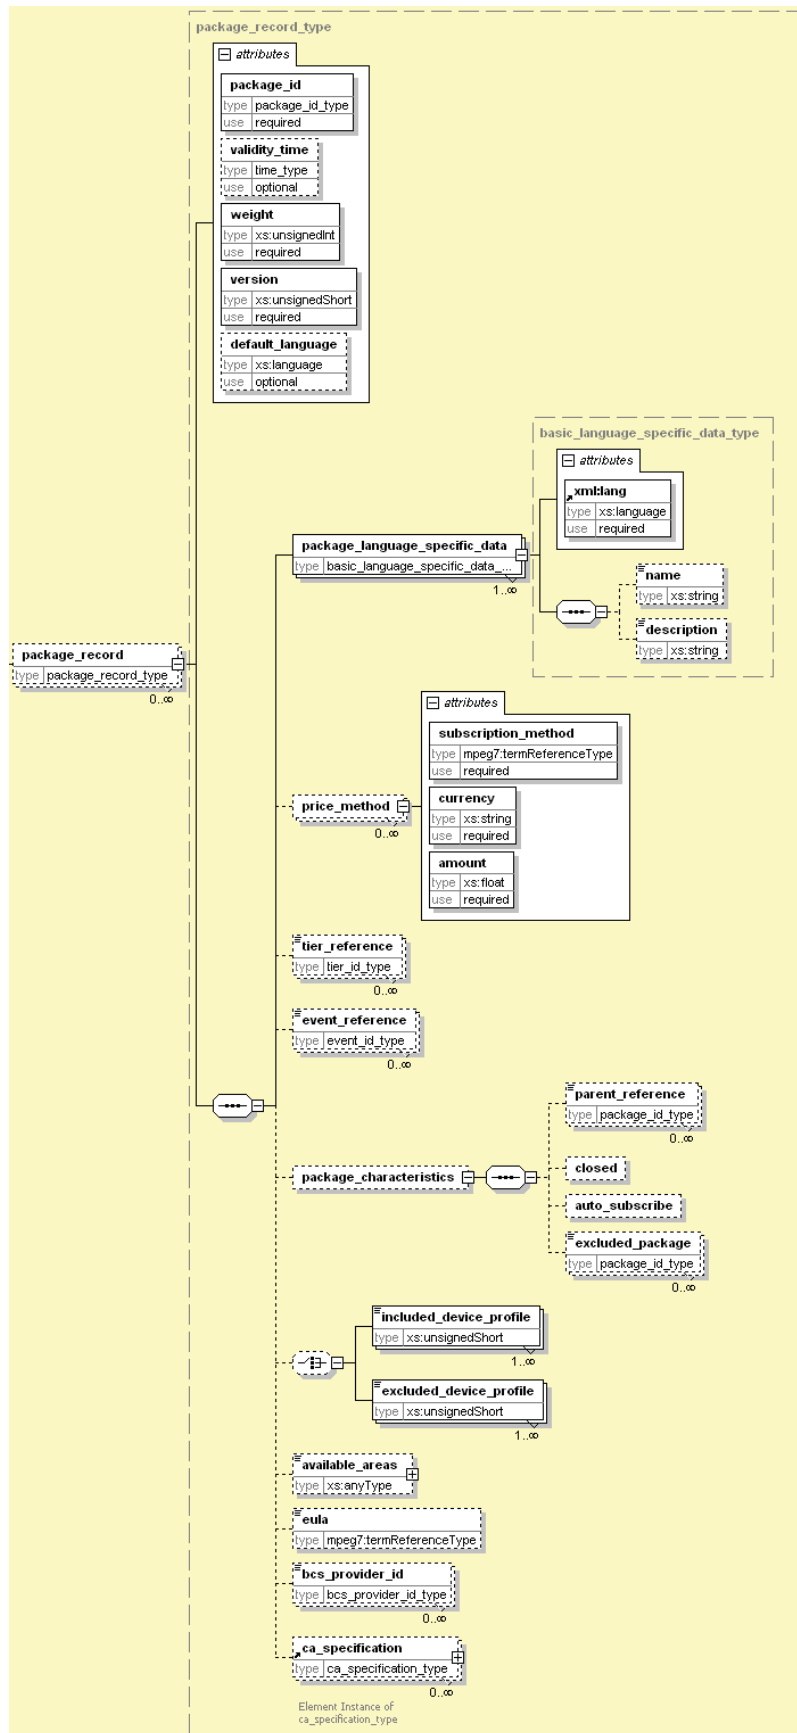 package_record_type
attributes
package_id
type package_id_type
use required
validity_time
type time_type
use optional
weight
type xs:unsignedInt
use required
version
type xs:unsignedShort
use required
default_language
type xs:language
use optional
basic_language_specific_data_type
attributes
xml:lang
type xs:language
use required
package_language_specific_data
type basic_language_specific_data_...
1..∞
name
type xs:string
description
type xs:string
package_record
type package_record_type
0..∞
attributes
subscription_method
type mpeg7:termReferenceType
use required
price_method
0..∞
currency
type xs:string
use required
amount
type xs:float
use required
tier_reference
type tier_id_type
0..∞
event_reference
type event_id_type
0..∞
parent_reference
type package_id_type
0..∞
package_characteristics
closed
auto_subscribe
excluded_package
type package_id_type
0..∞
included_device_profile
type xs:unsignedShort
1..∞
excluded_device_profile
type xs:unsignedShort
1..∞
available_areas
type xs:anyType
eula
type mpeg7:termReferenceType
bcs_provider_id
type bcs_provider_id_type
0..∞
ca_specification
type ca_specification_type
0..∞
Element Instance of
ca_specification_type